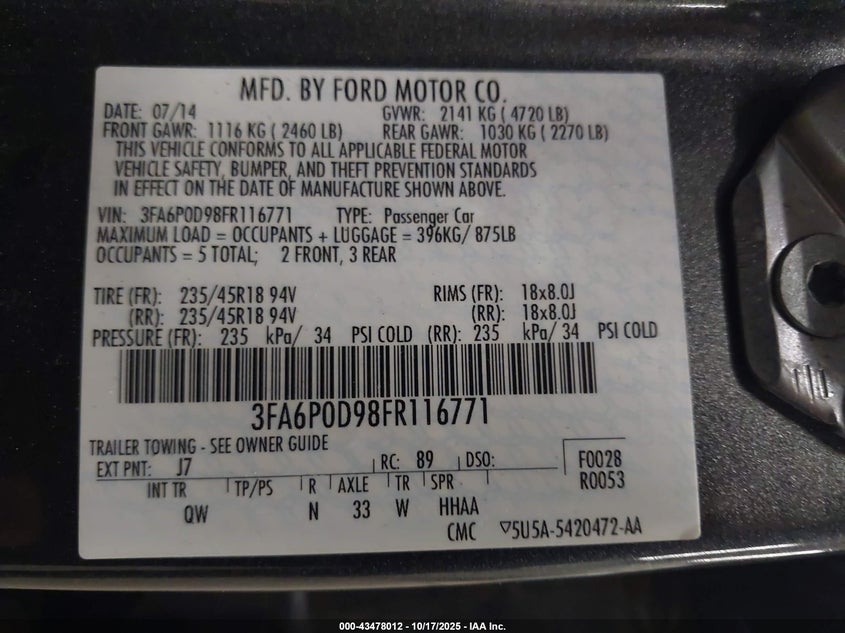 MFD. BY FORD MOTOR CO.
DATE: 07/14 GVWR: 2141 KG ( 4720 LB)
FRONT GAWR: 1116 KG ( 2460 LB) REAR GAWR: 1030 KG ( 2270 LB)
THIS VEHICLE CONFORMS TO ALL APPLICABLE FEDERAL MOTOR
VEHICLE SAFETY, BUMPER, AND THEFT PREVENTION STANDARDS
IN EFFECT ON THE DATE OF MANUFACTURE SHOWN ABOVE.
VIN: 3FA6P0D98FR116771 TYPE: Passenger Car
MAXIMUM LOAD = OCCUPANTS + LUGGAGE = 396KG/ 875LB
OCCUPANTS = 5 TOTAL; 2 FRONT, 3 REAR
TIRE (FR): 235/45R18 94V RIMS (FR): 18x8.0J
(RR): 235/45R18 94V (RR): 18x8.0J
PRESSURE (FR): 235 kPa/ 34 PSI COLD (RR): 235 kPa/ 34 PSI COLD
3FA6P0D98FR116771
TRAILER TOWING - SEE OWNER GUIDE
EXT PNT: J7 RC: 89 DSO: F0028
R0053
INT TR TP/PS R AXLE TR SPR
QW N 33 W HHAA
CMC ▽5U5A-5420472-AA
000-43478012 - 10/17/2025 - IAA Inc.